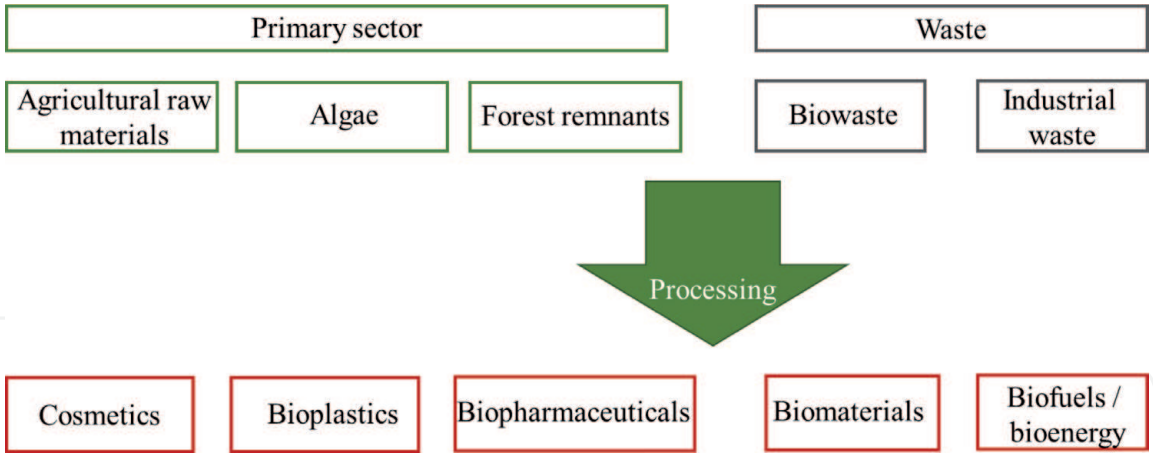 Primary sector
Waste
Agricultural raw
materials
Algae
Forest remnants
Biowaste
Industrial
waste
Processing
Cosmetics
Bioplastics
Biopharmaceuticals
Biomaterials
Biofuels /
bioenergy